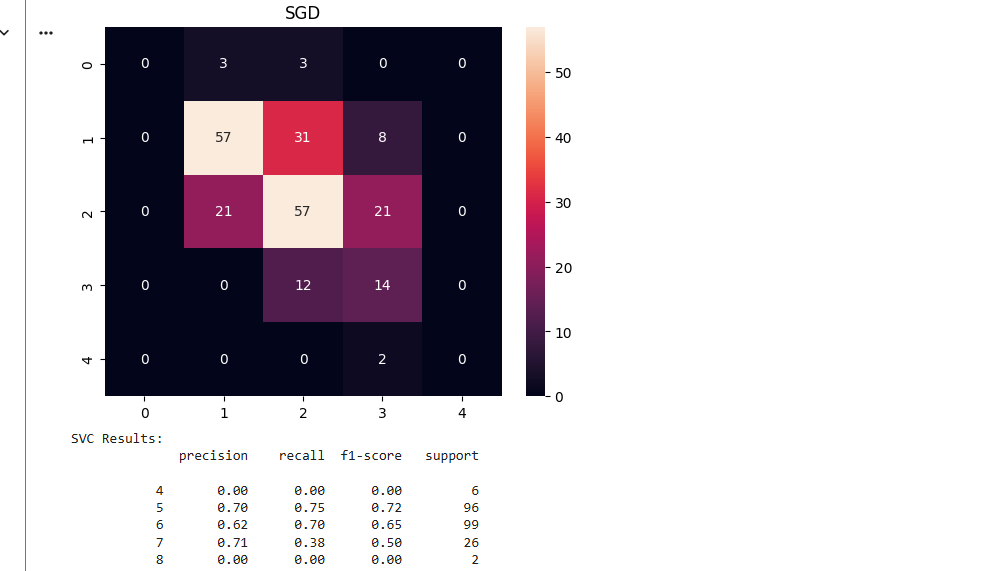 SGD
0 0 3 3 0 0
1 0 57 31 8 0
2 0 21 57 21 0
3 0 0 12 14 0
4 0 0 0 2 0
0 1 2 3 4
50
40
30
20
10
0
SVC Results:
precision recall f1-score support
4 0.00 0.00 0.00 6
5 0.70 0.75 0.72 96
6 0.62 0.70 0.65 99
7 0.71 0.38 0.50 26
8 0.00 0.00 0.00 2